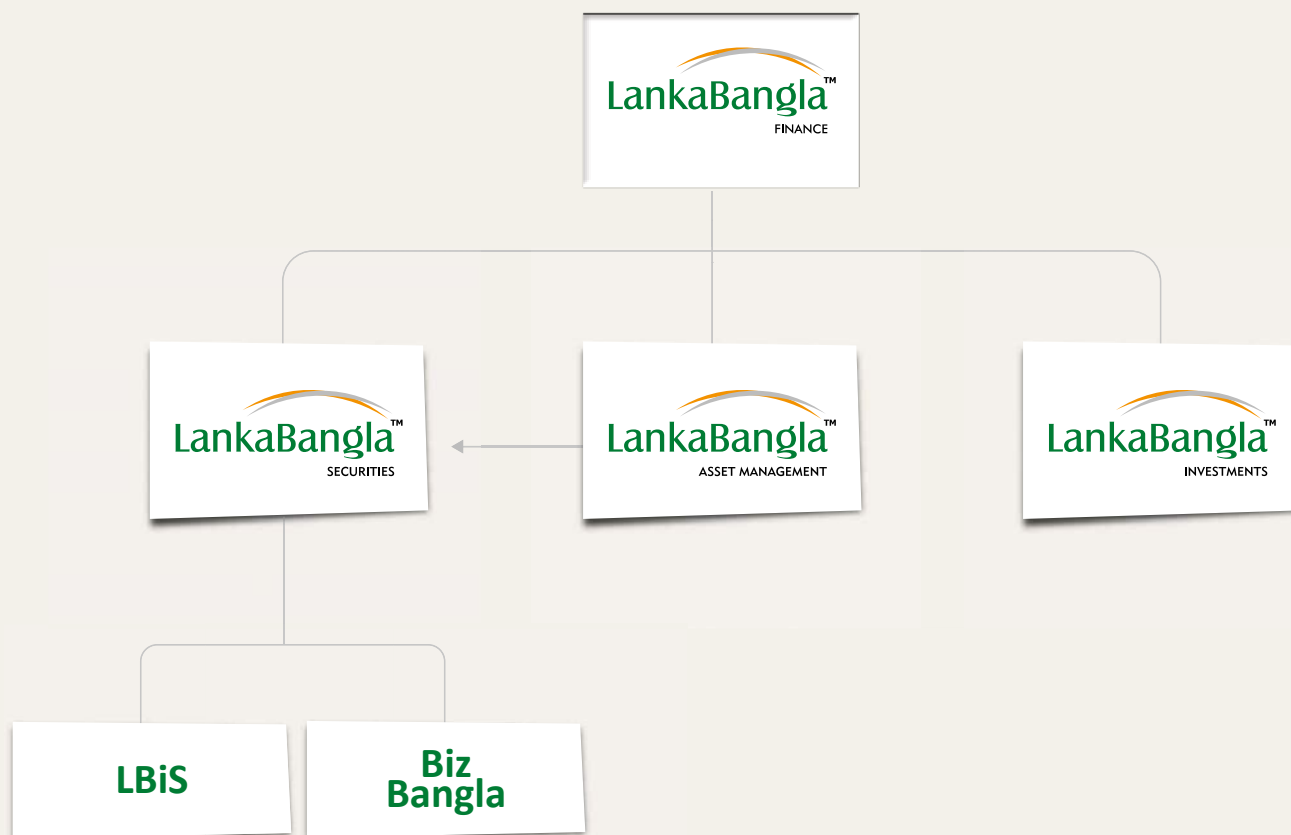 LankaBangla™
FINANCE
LankaBangla™
SECURITIES
LankaBangla™
ASSET MANAGEMENT
LankaBangla™
INVESTMENTS
LBiS
Biz
Bangla